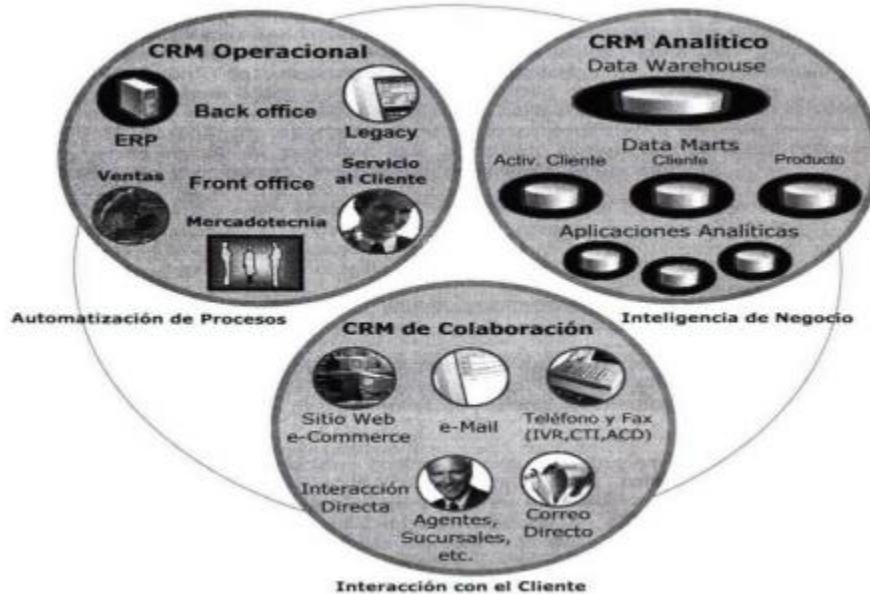 CRM Operacional
Back office
ERP
Legacy
Ventas
Front office
Servicio
al Cliente
Mercadotecnia
Automatización de Procesos
CRM Analítico
Data Warehouse
Data Marts
Activ. Cliente
Cliente
Producto
Aplicaciones Analíticas
Inteligencia de Negocio
CRM de Colaboración
Sitio Web
e-Commerce
e-Mail
Teléfono y Fax
(IVR,CTI,ACD)
Interacción
Directa
Agentes,
Sucursales,
etc.
Correo
Directo
Interacción con el Cliente